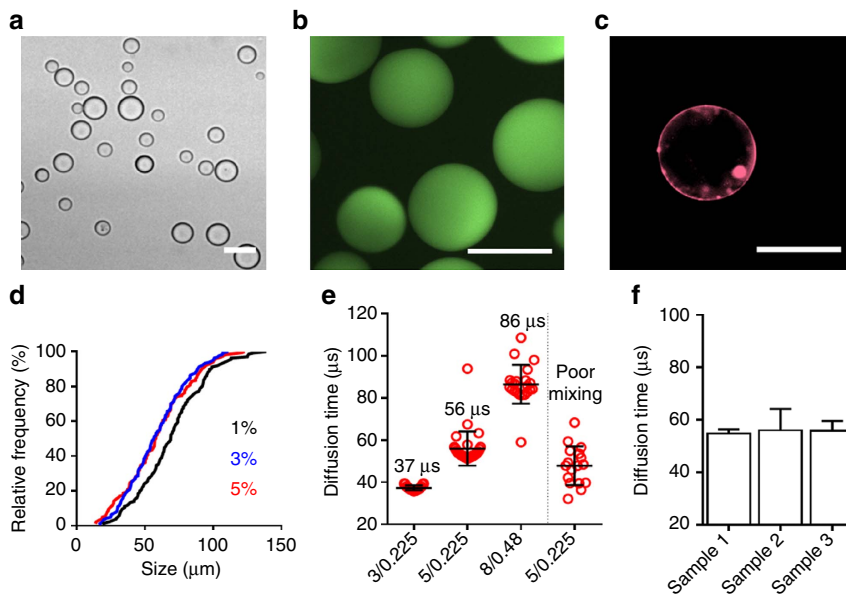 a
b
c
d
Relative frequency (%)
100
80
60
40
20
0
1%
3%
5%
0
50
100
150
Size (μm)
e
Diffusion time (μs)
120
100
80
60
40
20
37 μs
56 μs
86 μs
Poor
mixing
3/0.225
5/0.225
8/0.48
5/0.225
f
Diffusion time (μs)
100
80
60
40
20
Sample 1
Sample 2
Sample 3